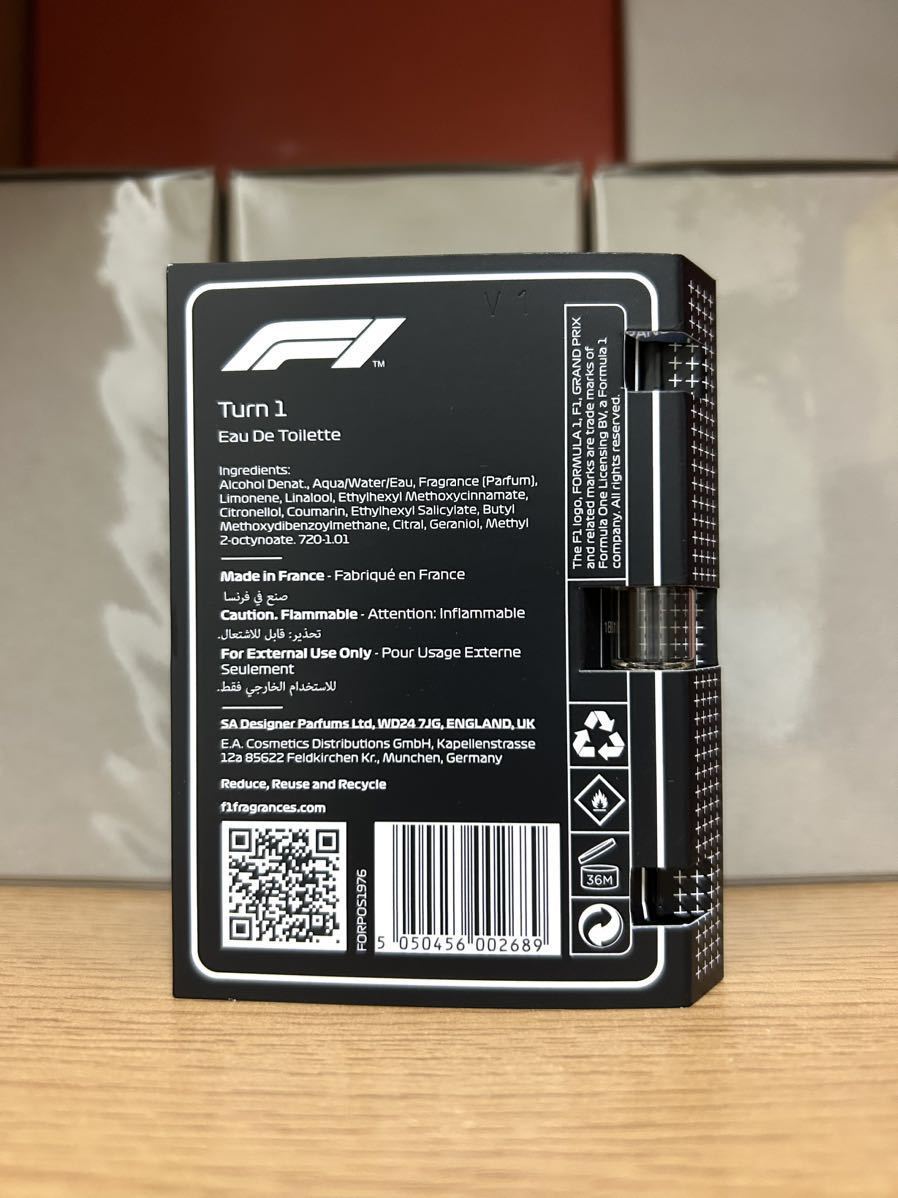 V 1
F1
TM
Turn 1
Eau De Toilette
Ingredients:
Alcohol Denat., Aqua/Water/Eau, Fragrance (Parfum),
Limonene, Linalool, Ethylhexyl Methoxycinnamate,
Citronellol, Coumarin, Ethylhexyl Salicylate, Butyl
Methoxydibenzoylmethane, Citral, Geraniol, Methyl
2-octynoate. 720-1.01
Made in France - Fabriqué en France
صنع في فرنسا
Caution. Flammable - Attention: Inflammable
تحذير: قابل للاشتعال.
For External Use Only - Pour Usage Externe
Seulement
للاستخدام الخارجي فقط.
SA Designer Parfums Ltd, WD24 7JG, ENGLAND, UK
E.A. Cosmetics Distributions GmbH, Kapellenstrasse
12a 85622 Feldkirchen Kr., Munchen, Germany
Reduce, Reuse and Recycle
f1fragrances.com
FORPOS1976
5 050456 002689
The F1 logo, FORMULA 1, F1, GRAND PRIX
and related marks are trade marks of
Formula One Licensing BV, a Formula 1
company. All rights reserved.
36M